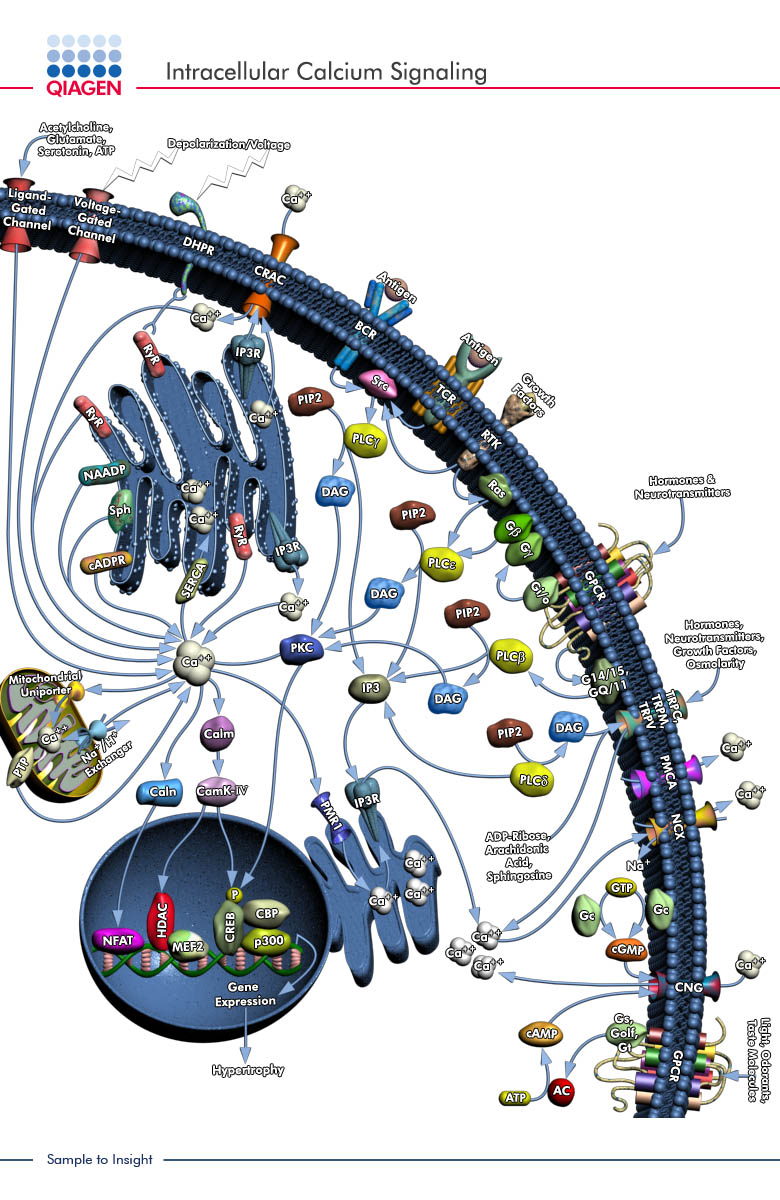 QIAGEN
Intracellular Calcium Signaling
Acetylcholine,
Glutamate,
Serotonin, ATP
Depolarization/Voltage
Ligand-
Gated
Channel
Voltage-
Gated
Channel
DHPR
Ca++
CRAC
Antigen
BCR
Ca++
RyR
IP3R
Src
Antigen
TCR
Growth
Factors
RTK
PIP2
RyR
Ca++
PLCγ
NAADP
Ca++
DAG
Ras
Hormones &
Neurotransmitters
Sph
Ca++
RyR
PIP2
Gβ
Gγ
IP3R
cADPR
SERCA
PLCε
GPCR
Gi/o
DAG
Ca++
PIP2
Hormones,
Neurotransmitters,
Growth Factors,
Osmolarity
PKC
PLCβ
Ca++
Mitochondrial
Uniporter
IP3
G14/15,
GQ/11
DAG
TRPC,
TRPM,
TRPV
Ca++
Na+/H+
Exchanger
PTP
Calm
PIP2
DAG
Ca++
PMCA
PLCδ
Caln
CamK-IV
PMR1
IP3R
Ca++
NCX
ADP-Ribose,
Arachidonic
Acid,
Sphingosine
Na+
Ca++
Ca++
Ca++
GTP
P
HDAC
CREB
CBP
Gc
Gc
NFAT
MEF2
p300
Ca++
Ca++
Ca++
cGMP
Ca++
Gene
Expression
CNG
Hypertrophy
cAMP
Gs,
Golf,
Gt
Light, Odorants,
Taste Molecules
GPCR
ATP
AC
Sample to Insight